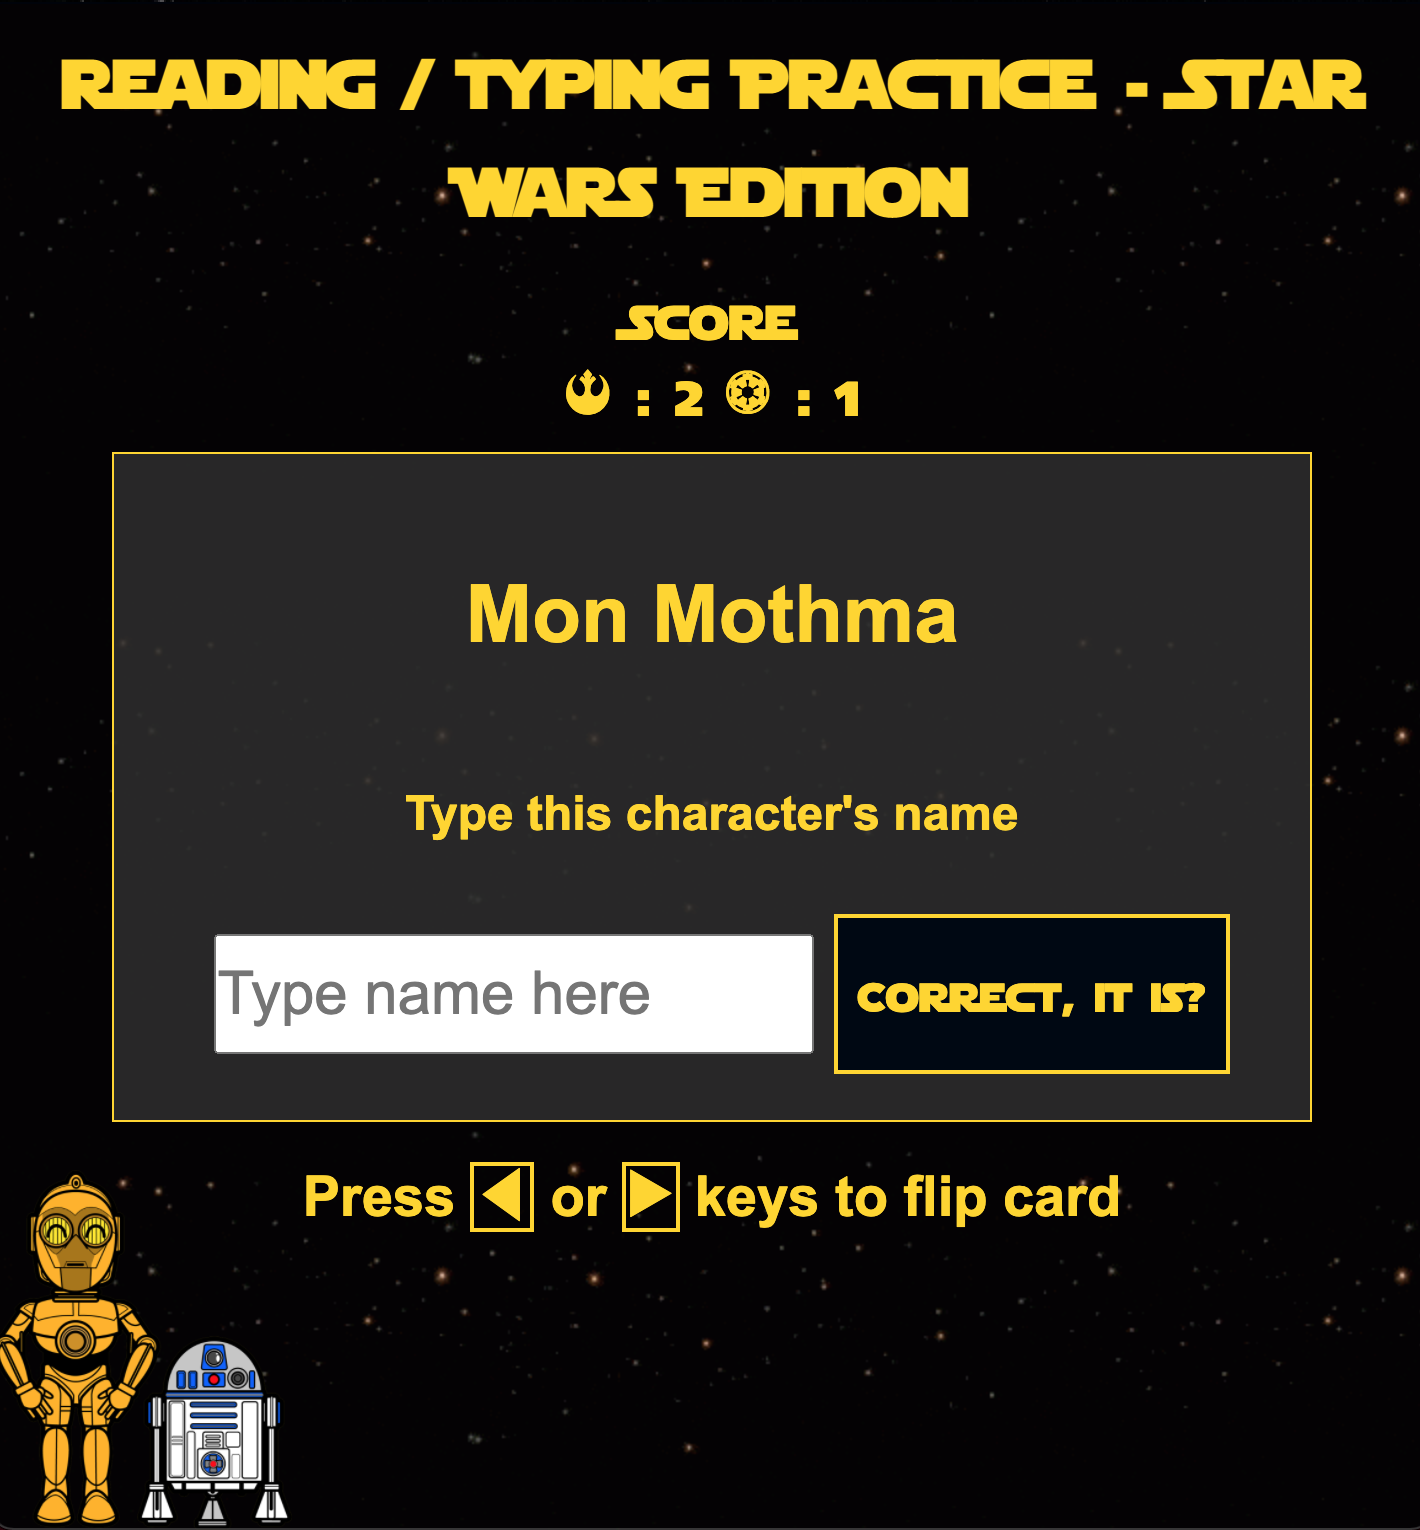 Reading / Typing Practice - Star
Wars Edition
Score
: 2 : 1
Mon Mothma
Type this character's name
Type name here
Correct, it is?
Press ◀ or ▶ keys to flip card